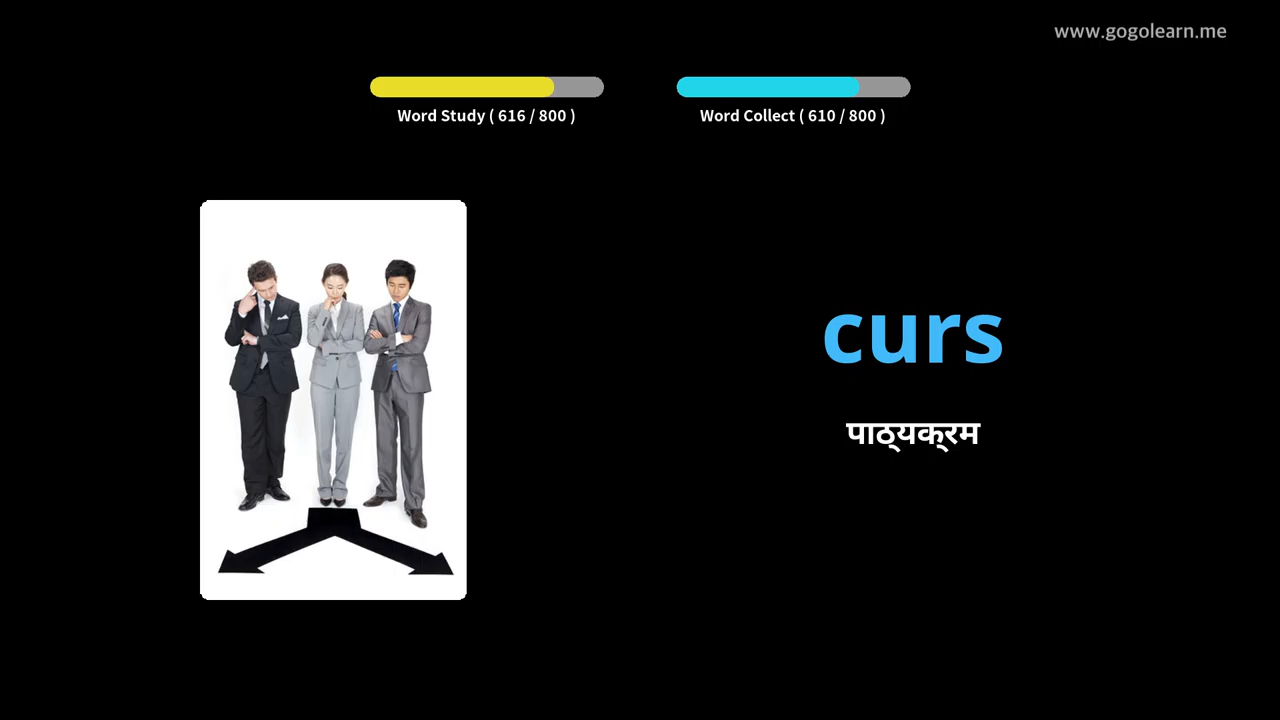 www.gogolearn.me
Word Study ( 616 / 800 )
Word Collect ( 610 / 800 )
curs
पाठ्यक्रम